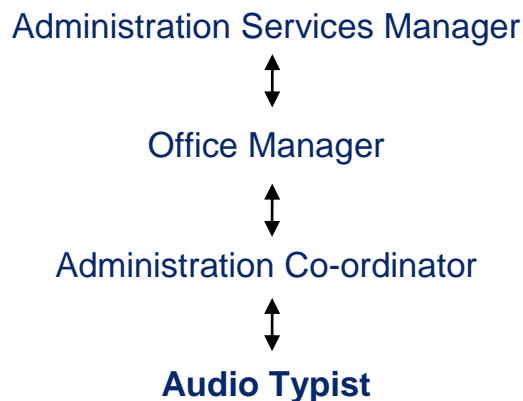 Administration Services Manager
Office Manager
Administration Co-ordinator
Audio Typist